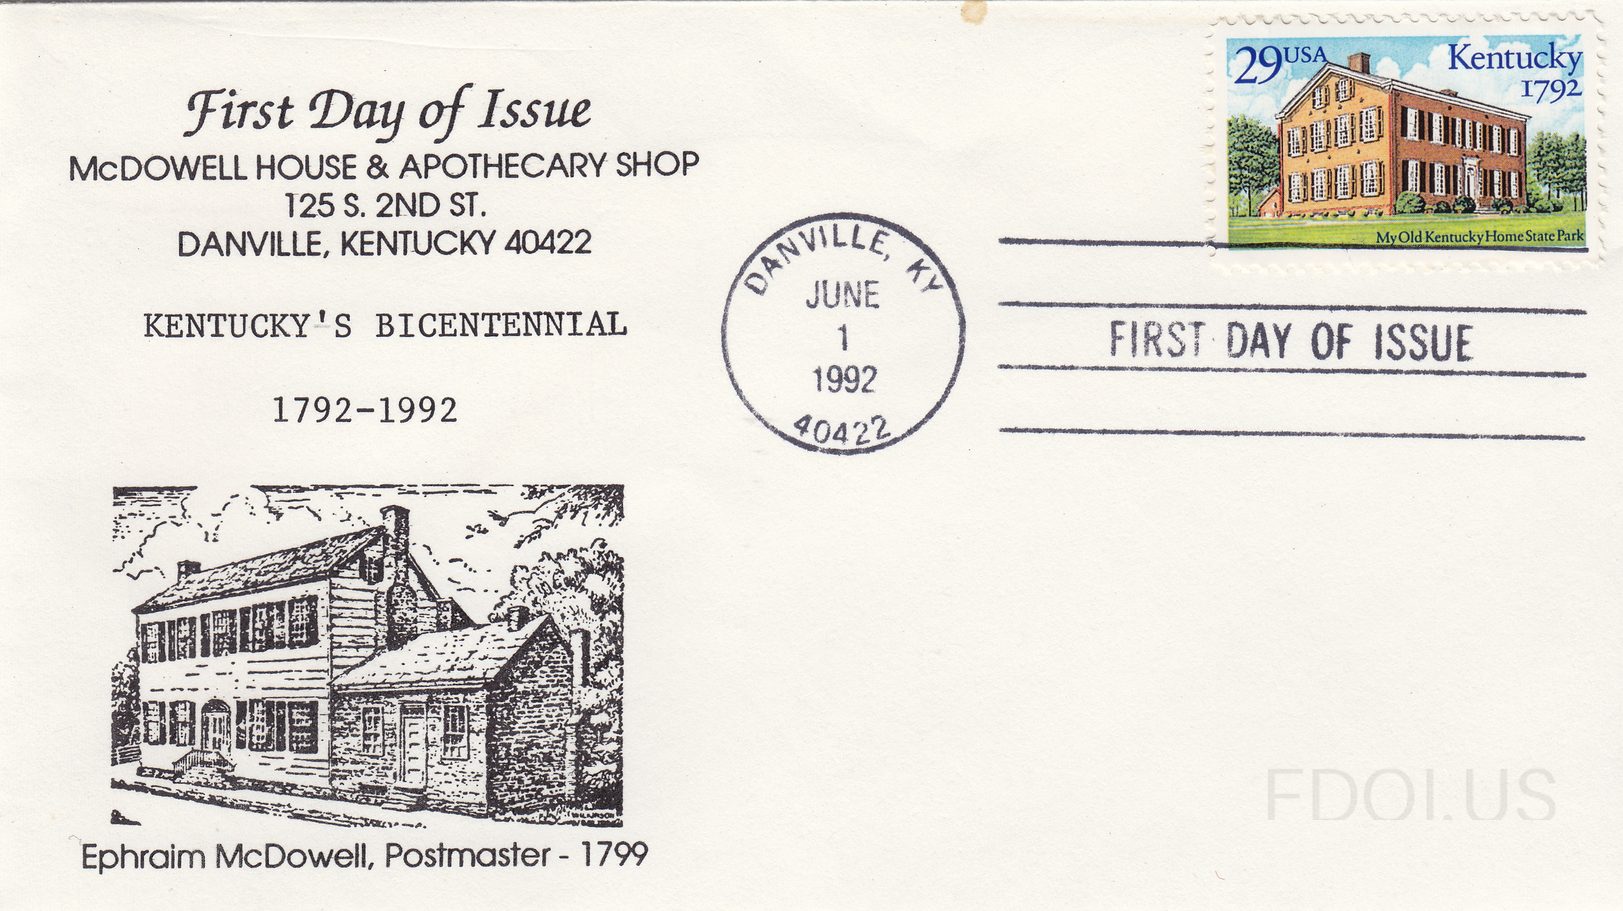 First Day of Issue
McDOWELL HOUSE & APOTHECARY SHOP
125 S. 2ND ST.
DANVILLE, KENTUCKY 40422
KENTUCKY'S BICENTENNIAL
1792-1992
Ephraim McDowell, Postmaster - 1799
DANVILLE, KY
JUNE
1
1992
40422
29 USA
Kentucky
1792
My Old Kentucky Home State Park
FIRST DAY OF ISSUE
FDOI.US